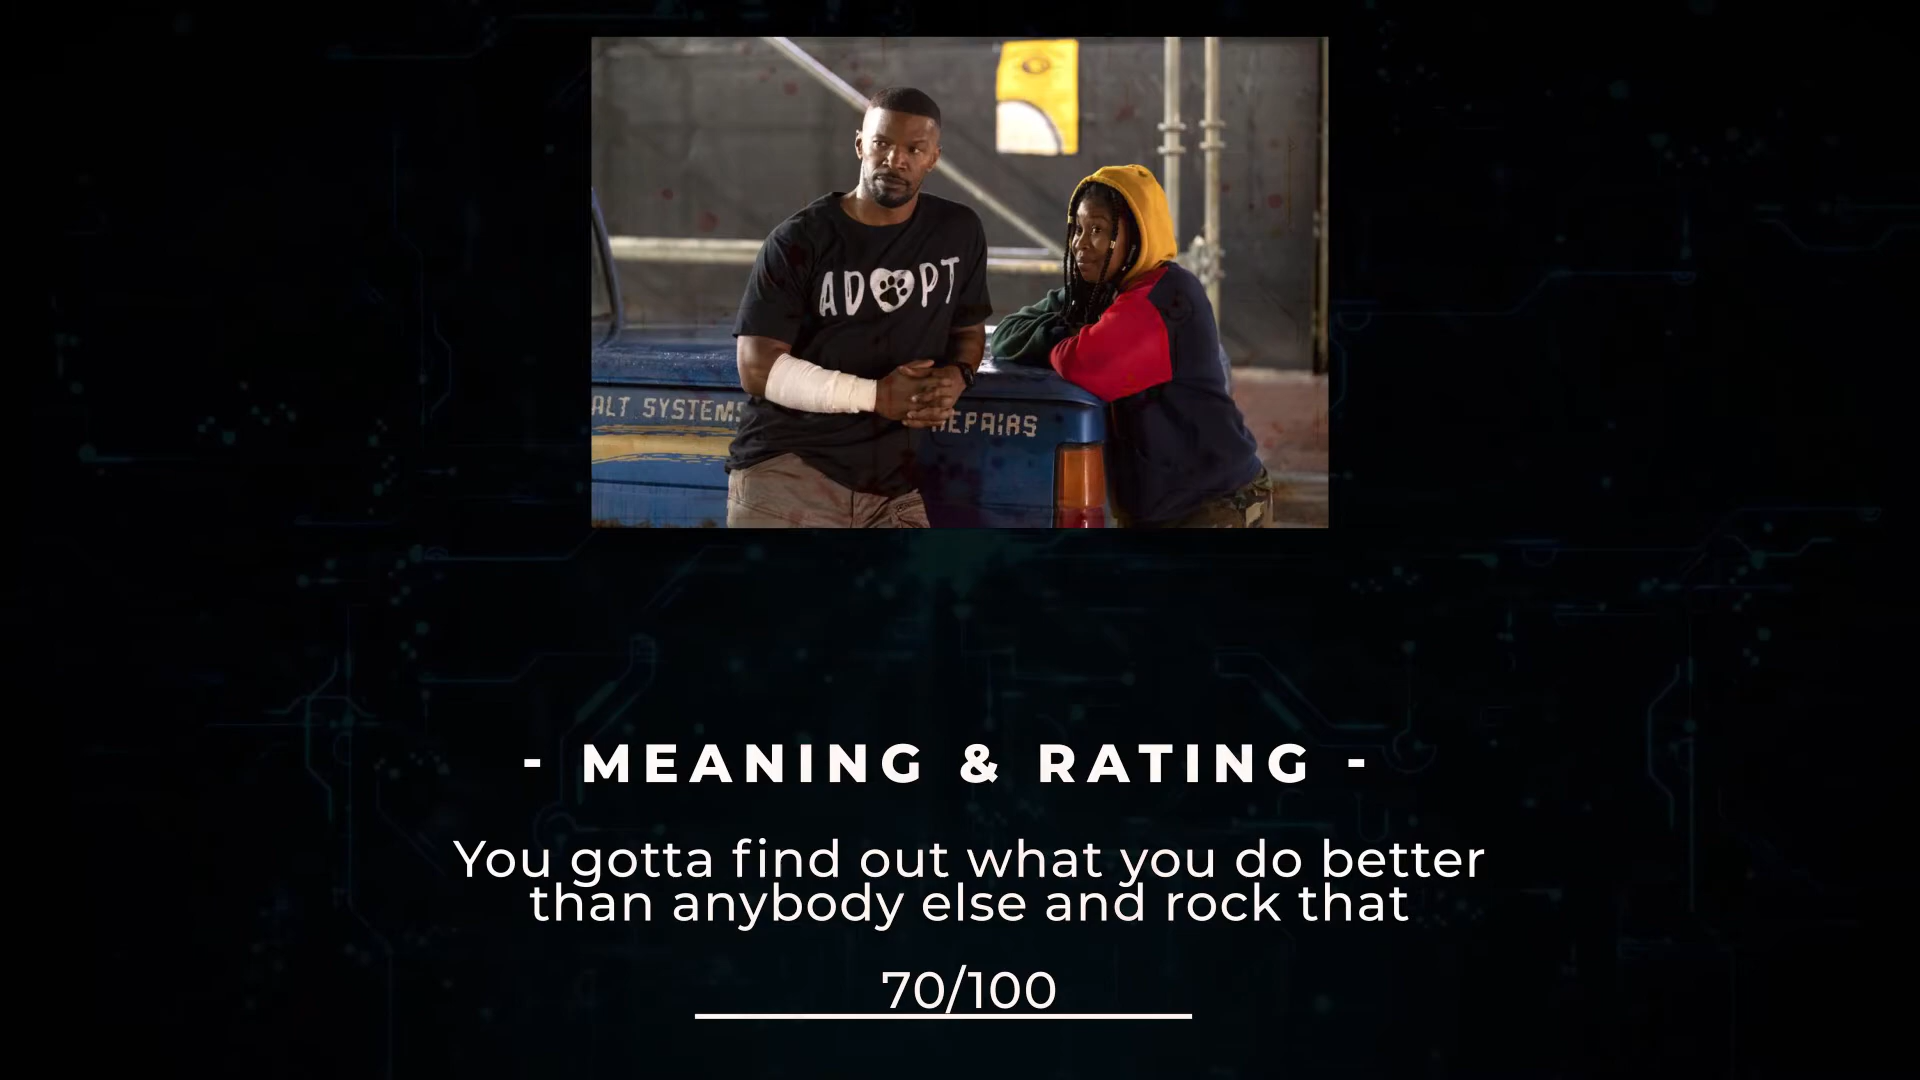 ADOPT
ALT SYSTEMS
REPAIRS
- MEANING & RATING -
You gotta find out what you do better
than anybody else and rock that
70/100